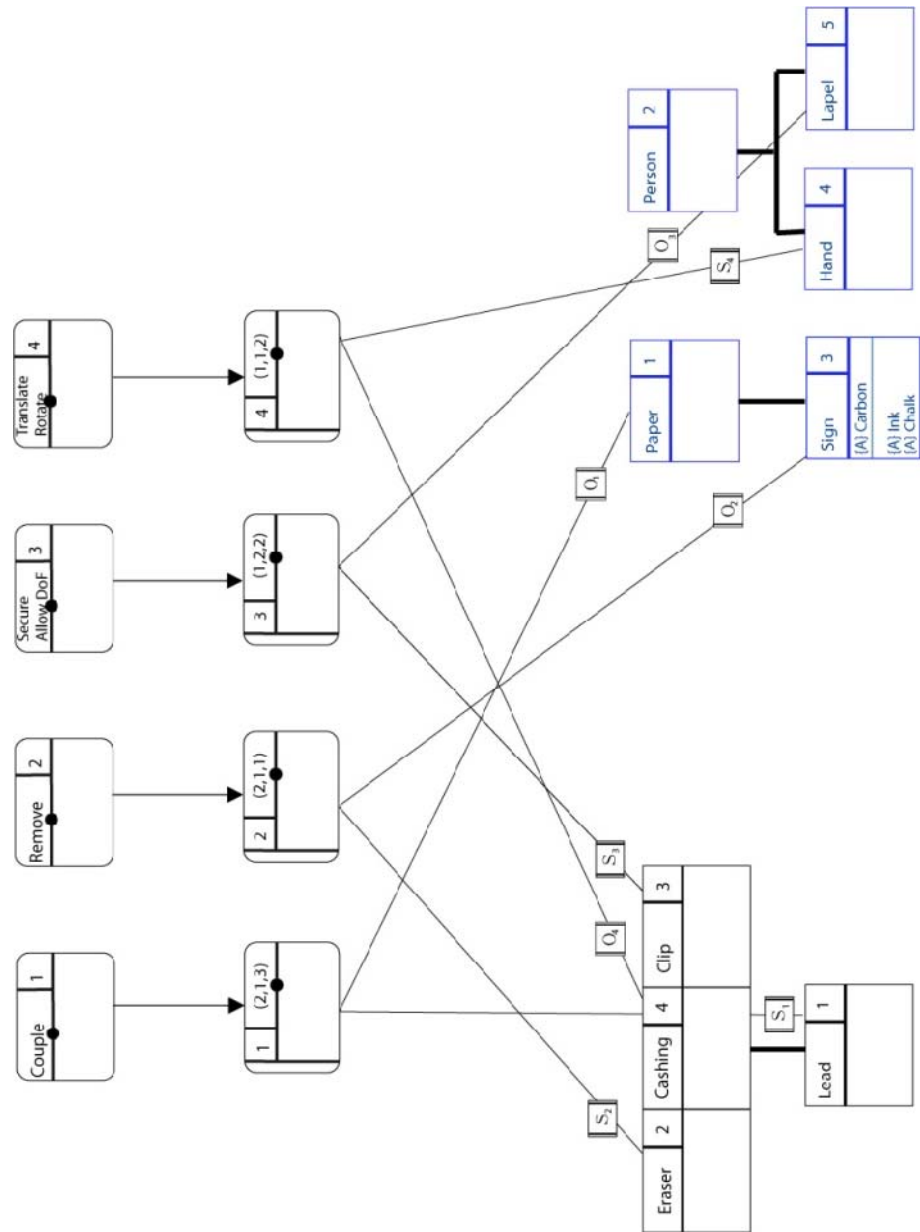 Couple 1
Remove 2
Secure
Allow DoF 3
Translate
Rotate 4
1 (2,1,3)
2 (2,1,1)
3 (1,2,2)
4 (1,1,2)
S₂
O₄
S₃
O₁
O₃
O₂
S₄
S₁
Eraser 2
Cashing 4
Clip 3
Lead 1
Paper 1
Person 2
Sign 3
{A} Carbon
{A} Ink
{A} Chalk
Hand 4
Lapel 5